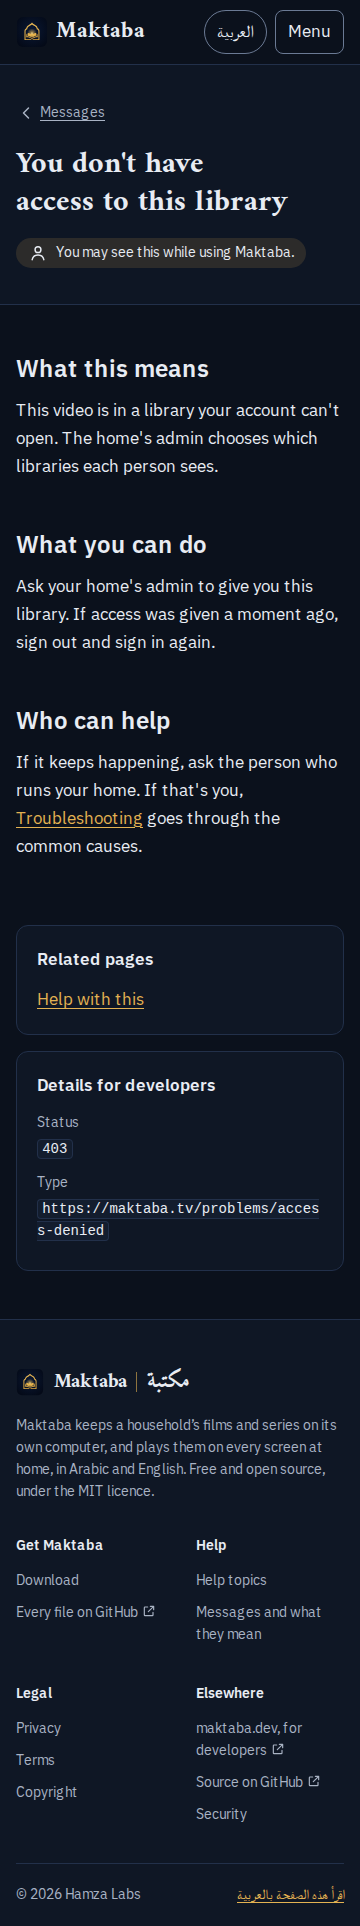 Maktaba
العربية
Menu
Messages
You don't have
access to this library
You may see this while using Maktaba.
What this means
This video is in a library your account can't
open. The home's admin chooses which
libraries each person sees.
What you can do
Ask your home's admin to give you this
library. If access was given a moment ago,
sign out and sign in again.
Who can help
If it keeps happening, ask the person who
runs your home. If that's you,
Troubleshooting goes through the
common causes.
Related pages
Help with this
Details for developers
Status
403
Type
https://maktaba.tv/problems/acces
s-denied
Maktaba | مكتبة
Maktaba keeps a household’s films and series on its
own computer, and plays them on every screen at
home, in Arabic and English. Free and open source,
under the MIT licence.
Get Maktaba
Download
Every file on GitHub
Help
Help topics
Messages and what
they mean
Legal
Privacy
Terms
Copyright
Elsewhere
maktaba.dev, for
developers
Source on GitHub
Security
© 2026 Hamza Labs
اقرأ هذه الصفحة بالعربية